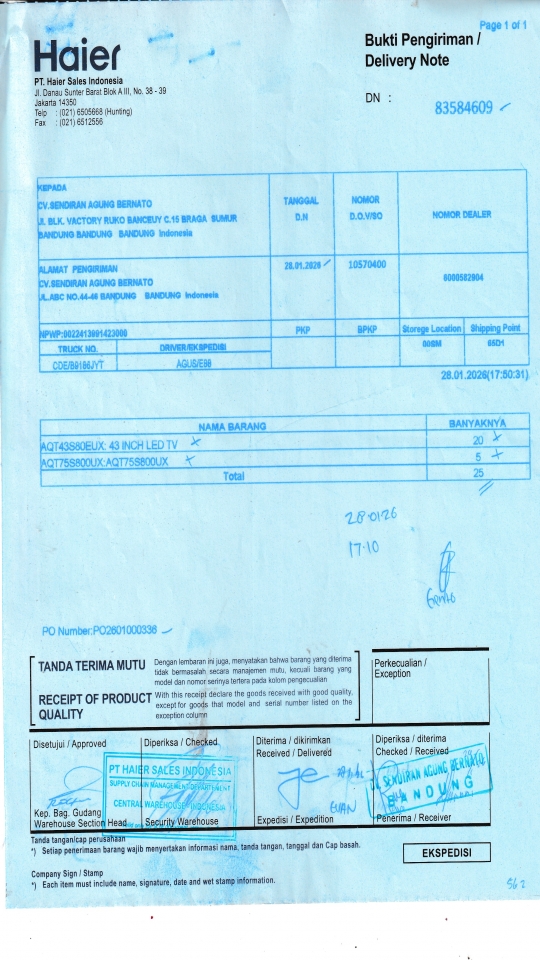 Page 1 of 1
Haier
Bukti Pengiriman /
Delivery Note
PT. Haier Sales Indonesia
Jl. Danau Sunter Barat Blok A III, No. 38 - 39
Jakarta 14350
Telp : (021) 6505668 (Hunting)
Fax : (021) 6512556
DN : 83584609
KEPADA
CV.SENDIRAN AGUNG BERNATO
JL BLK. VACTORY RUKO BANCEUY C.15 BRAGA SUMUR
BANDUNG BANDUNG BANDUNG Indonesia
TANGGAL
D.N
NOMOR
D.O.V/SO
NOMOR DEALER
ALAMAT PENGIRIMAN
CV.SENDIRAN AGUNG BERNATO
JL.ABC NO.44-46 BANDUNG BANDUNG Indonesia
28.01.2026
10570400
6000582904
NPWP:0022413991423000
PKP
BPKP
Storege Location
Shipping Point
TRUCK NO.
DRIVER/EKSPEDISI
00GM
65D1
CDE/B9186JYT
AGUS/E88
28.01.2026(17:50:31)
NAMA BARANG
BANYAKNYA
AQT43S80EUX: 43 INCH LED TV
20
AQT75S800UX:AQT75S800UX
5
Total
25
28.01.26
17.10
PO Number:PO2601000336
TANDA TERIMA MUTU
Dengan lembaran ini juga, menyatakan bahwa barang yang diterima
tidak bermasalah secara manajemen mutu, kecuali barang yang
model dan nomor serinya tertera pada kolom pengecualian
RECEIPT OF PRODUCT
QUALITY
With this receipt declare the goods received with good quality,
except for goods that model and serial number listed on the
exception column
Perkecualian /
Exception
Disetujui / Approved
Diperiksa / Checked
Diterima / dikirimkan
Received / Delivered
Diperiksa / diterima
Checked / Received
PT HAIER SALES INDONESIA
SUPPLY CHAIN MANAGEMENT DEPARTEMENT
CENTRAL WAREHOUSE INDONESIA
SENDIRAN AGUNG BERNATO
BANDUNG
Kep. Bag. Gudang
Warehouse Section Head
Security Warehouse
Expedisi / Expedition
Penerima / Receiver
Tanda tangan/cap perusahaan
*) Setiap penerimaan barang wajib menyertakan informasi nama, tanda tangan, tanggal dan Cap basah.
EKSPEDISI
Company Sign / Stamp
*) Each item must include name, signature, date and wet stamp information.